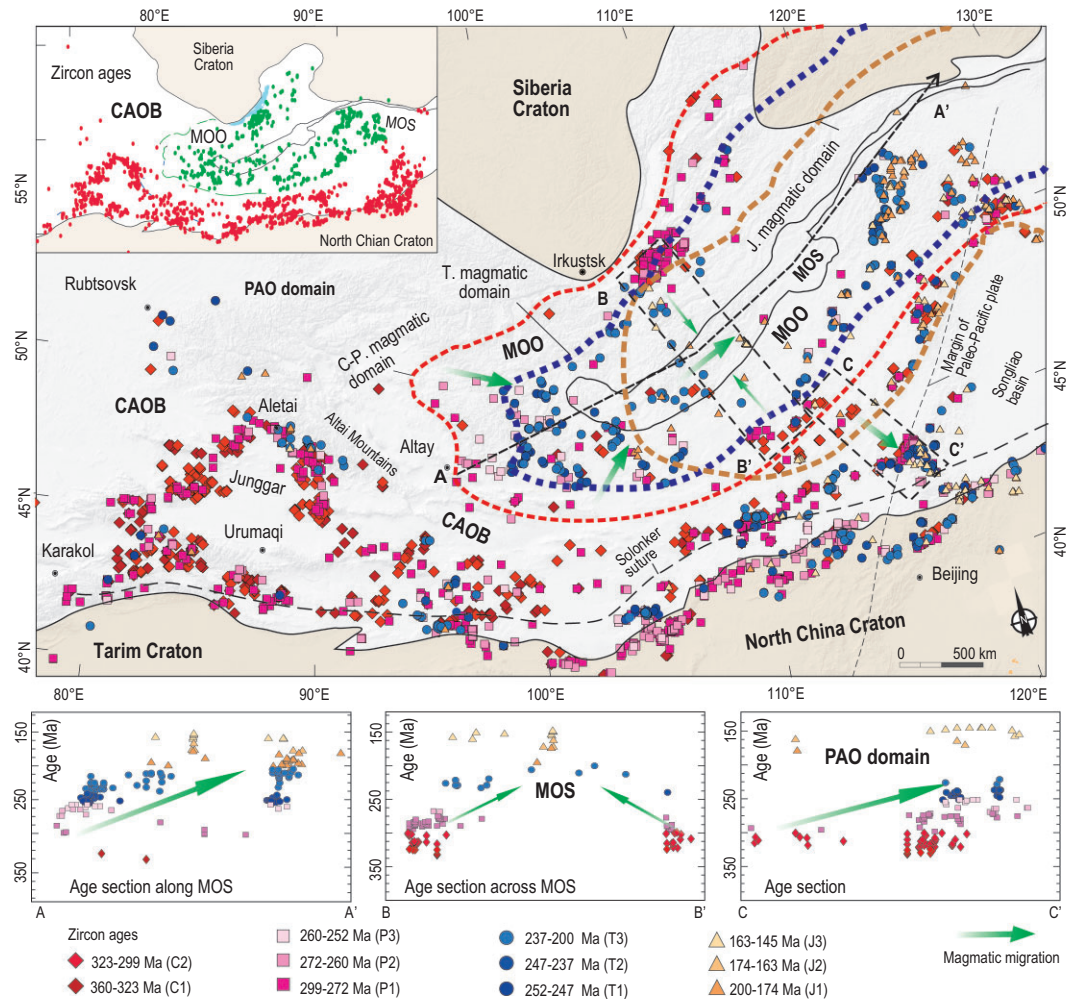 80°E
90°E
100°E
110°E
120°E
130°E
Siberia
Craton
Zircon ages
CAOB
MOO
MOS
North Chian Craton
55°N
50°N
45°N
40°N
Siberia
Craton
A'
50°N
45°N
40°N
J. magmatic domain
Irkustsk
T. magmatic
domain
B
MOS
MOO
Rubtsovsk
PAO domain
MOO
C-P. magmatic
domain
C
Margin of
Paleo-Pacific plate
Songliao
basin
CAOB
Aletai
Altai Mountains
Altay
A
B'
C'
Junggar
CAOB
Urumaqi
Solonker
suture
Karakol
Beijing
North China Craton
Tarim Craton
0 500 km
80°E
90°E
100°E
110°E
120°E
150
250
350
Age (Ma)
Age section along MOS
A
A'
150
250
350
Age (Ma)
MOS
Age section across MOS
B
B'
150
250
350
Age (Ma)
PAO domain
Age section
C
C'
Zircon ages
323-299 Ma (C2)
360-323 Ma (C1)
260-252 Ma (P3)
272-260 Ma (P2)
299-272 Ma (P1)
237-200 Ma (T3)
247-237 Ma (T2)
252-247 Ma (T1)
163-145 Ma (J3)
174-163 Ma (J2)
200-174 Ma (J1)
Magmatic migration